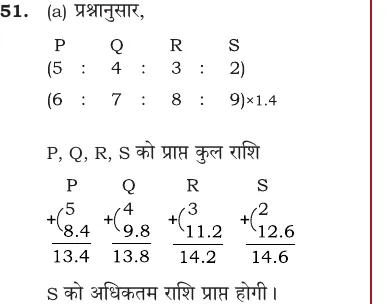 51. (a) प्रश्नानुसार,
P Q R S
(5 : 4 : 3 : 2)
(6 : 7 : 8 : 9)×1.4
P, Q, R, S को प्राप्त कुल राशि
P Q R S
+(5 +(4 +(3 +(2
8.4 9.8 11.2 12.6
13.4 13.8 14.2 14.6
S को अधिकतम राशि प्राप्त होगी।